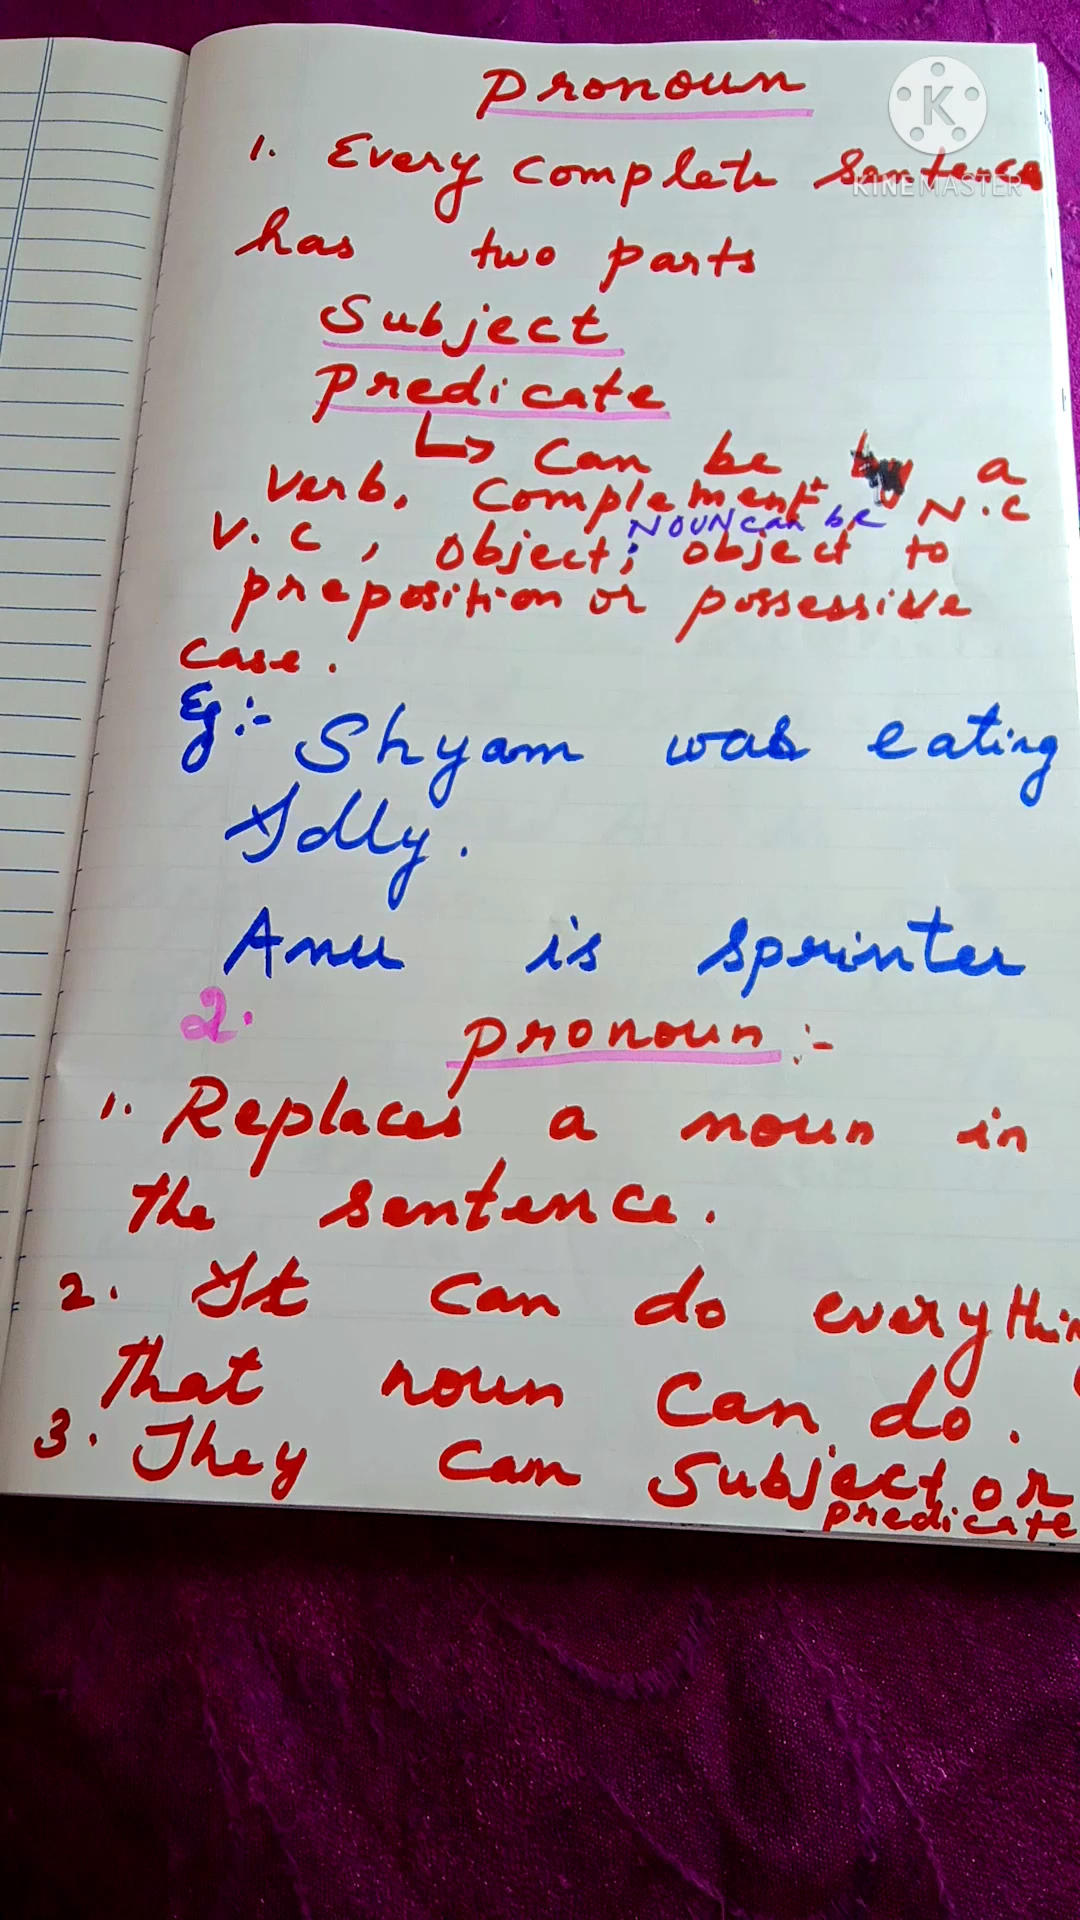 Pronoun
K
1. Every complete Sentence
KINEMASTER
has two parts
Subject
Predicate
↳ Can be a
verb, Complement N.C
NOUN can be
V.C, object; object to
preposition or possessive
case.
Eg:- Shyam was eating
Idlly.
Anu is sprinter
2.
pronoun:-
1. Replaces a noun in
the sentence.
2. It can do everything
that noun can do.
3. They can Subject or
predicate